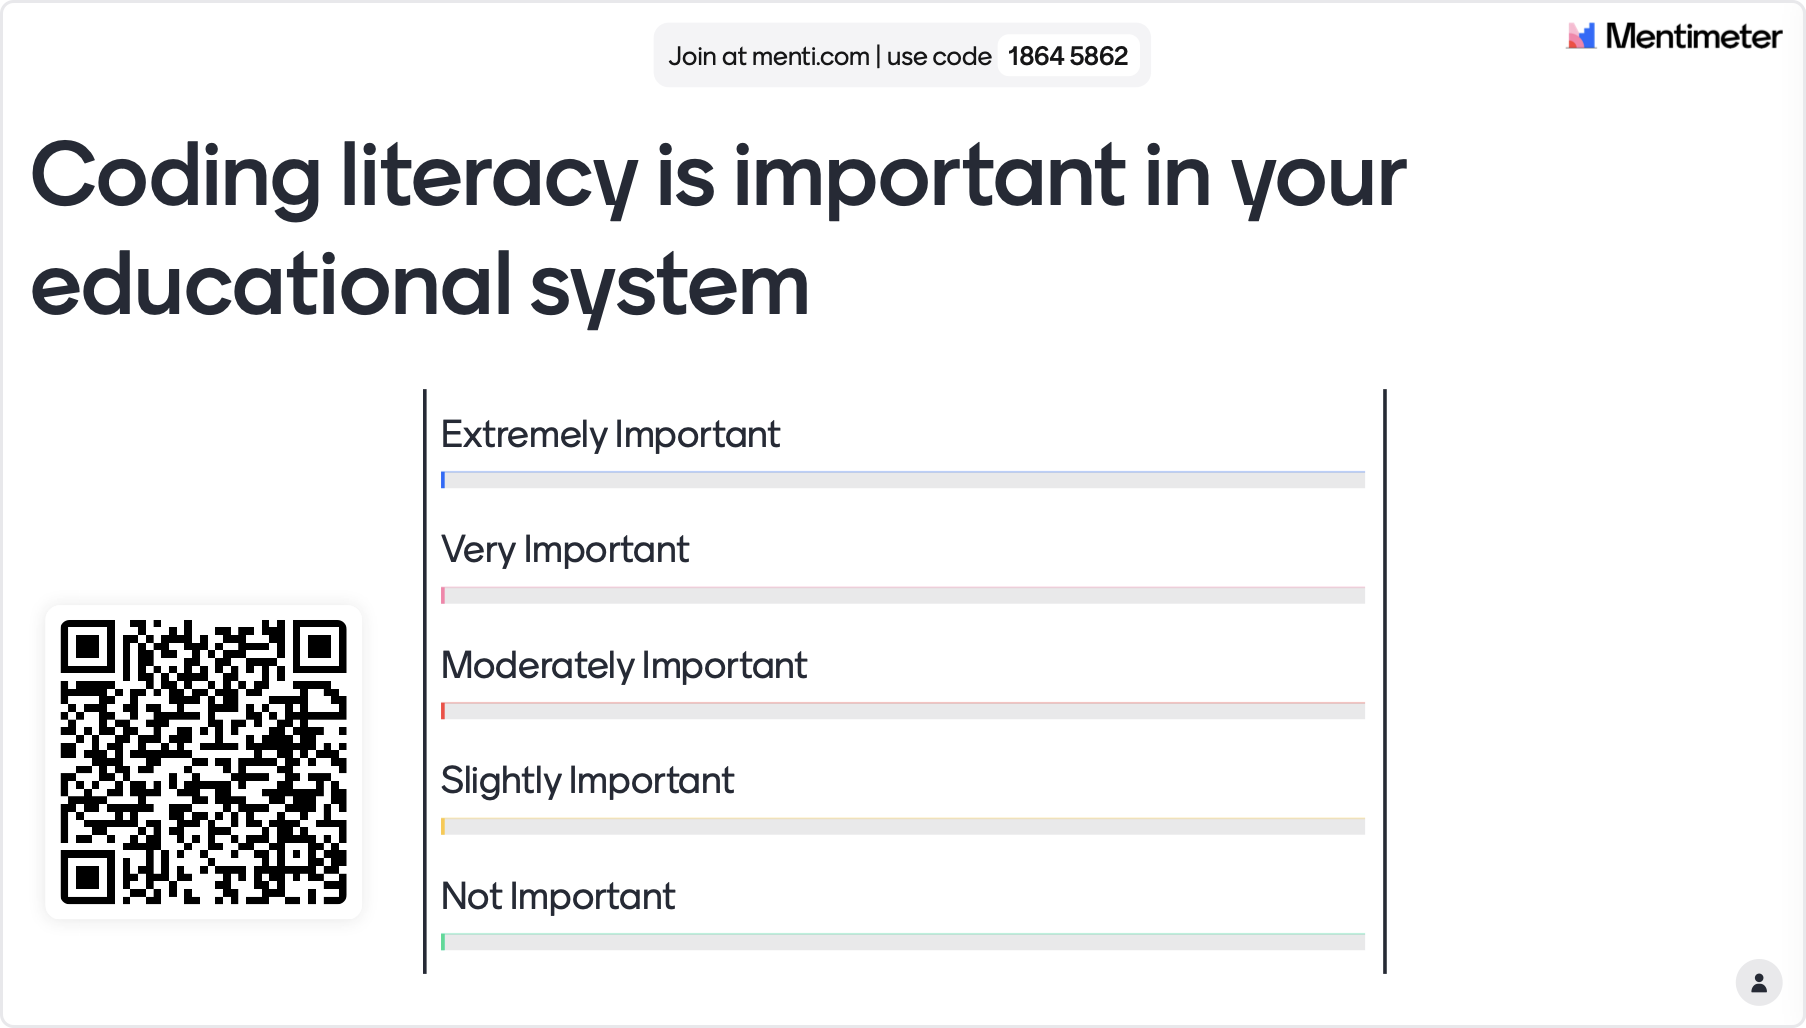 Join at menti.com | use code 1864 5862
Mentimeter
Coding literacy is important in your
educational system
Extremely Important
Very Important
Moderately Important
Slightly Important
Not Important